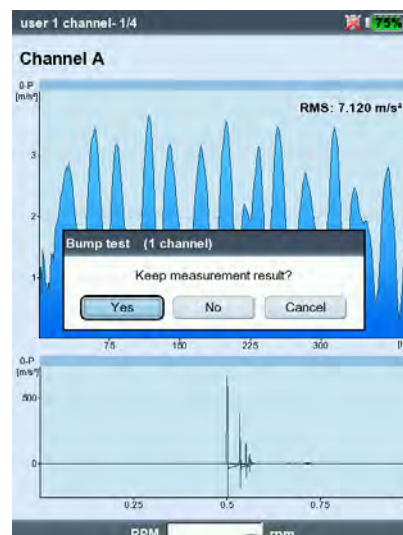 user 1 channel- 1/4
75%
Channel A
0-P
[m/s²]
RMS: 7.120 m/s²
3
2
Bump test (1 channel)
Keep measurement result?
1
Yes No Cancel
75 150 225 300
0-P
[m/s²]
500
0
0.25 0.5 0.75
RPM rpm